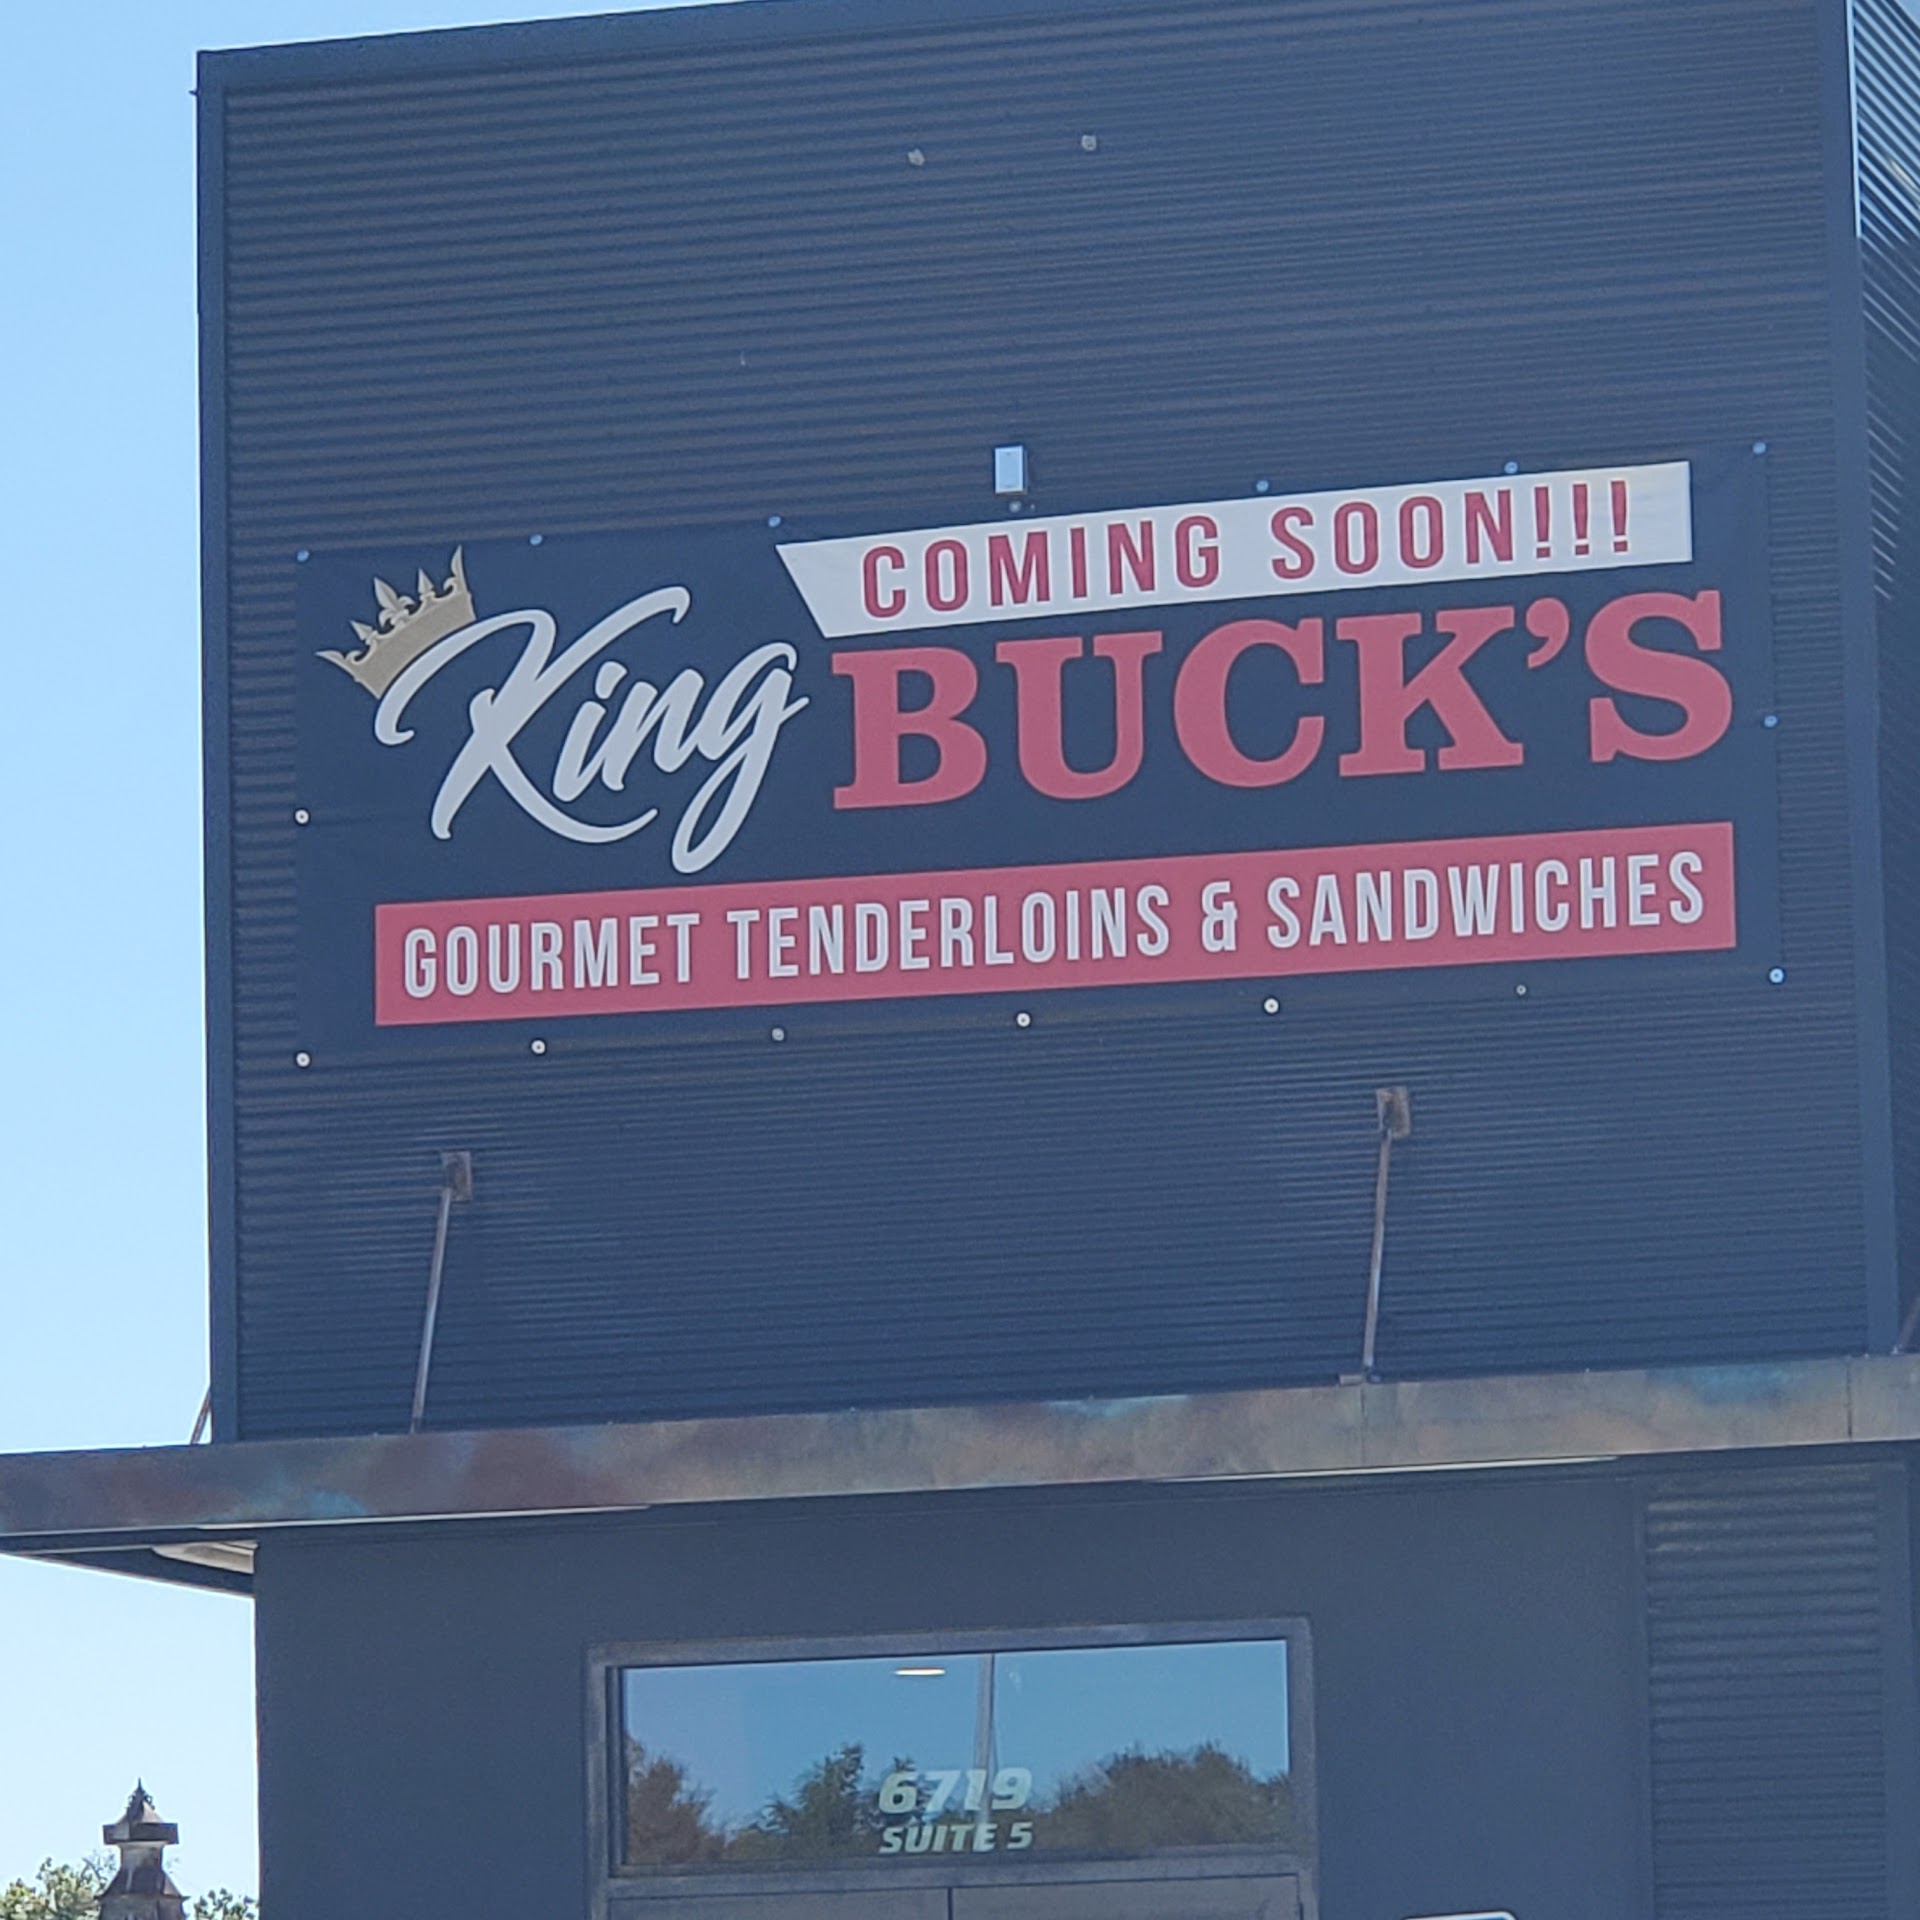 COMING SOON!!!
King BUCK'S
GOURMET TENDERLOINS & SANDWICHES
6719
SUITE 5